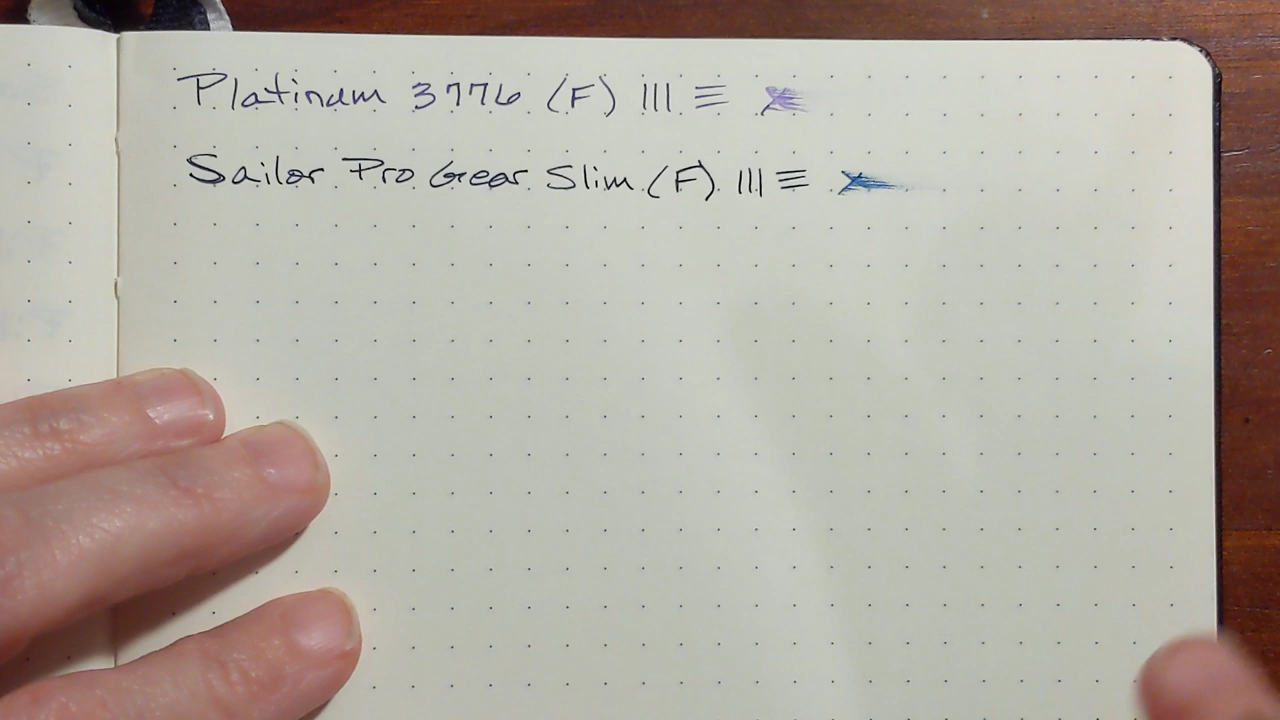 Platinum 3776 (F) ||| ≡
Sailor Pro Gear Slim (F) ||| ≡